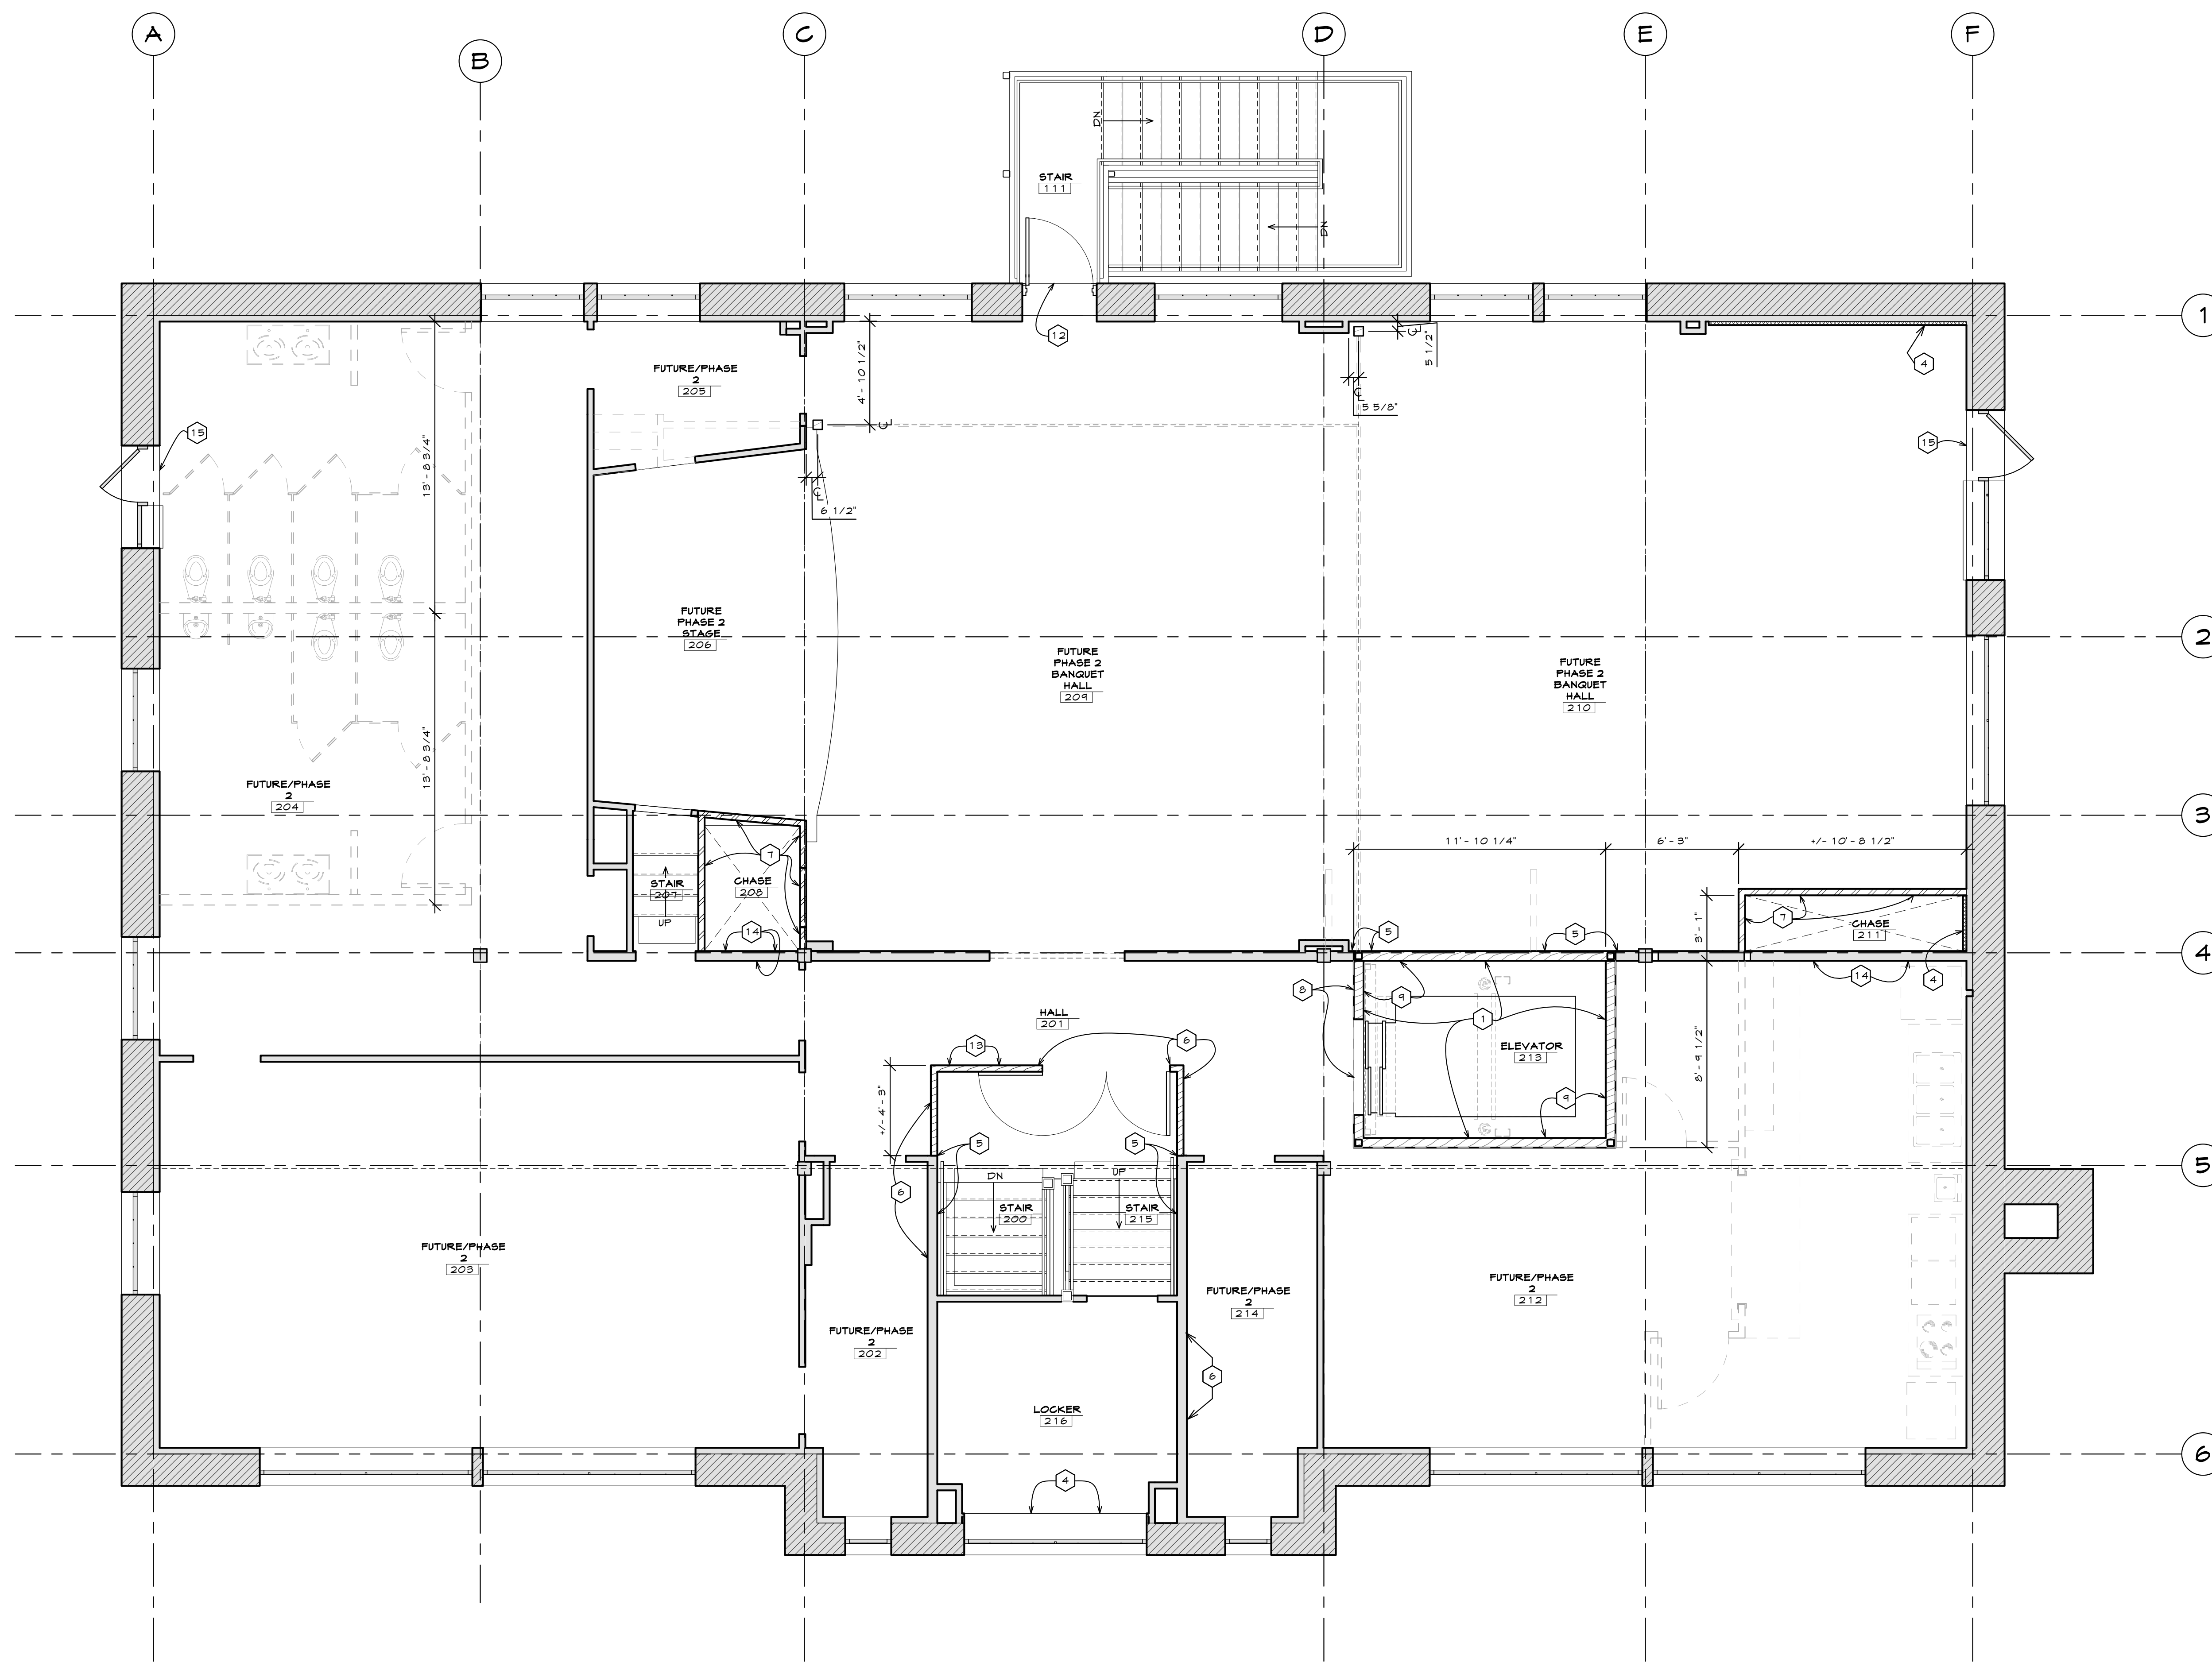 A
B
C
D
E
F
DN
STAIR
111
DN
1
12
4
FUTURE/PHASE
2
205
4'- 10 1/2"
CL
5 1/2"
CL
5 5/8"
CL
15
15
13'- 8 3/4"
CL
6 1/2"
FUTURE
PHASE 2
STAGE
206
2
FUTURE
PHASE 2
BANQUET
HALL
209
FUTURE
PHASE 2
BANQUET
HALL
210
13'- 8 3/4"
FUTURE/PHASE
2
204
3
11'- 10 1/4"
6'- 3"
+/- 10'- 8 1/2"
7
STAIR
207
UP
CHASE
208
14
5
5
7
3'- 1"
CHASE
211
4
4
14
8
9
1
HALL
201
ELEVATOR
213
8'- 9 1/2"
13
6
9
+/- 4'- 3"
5
5
5
6
DN
UP
STAIR
200
STAIR
215
FUTURE/PHASE
2
203
FUTURE/PHASE
2
214
FUTURE/PHASE
2
212
FUTURE/PHASE
2
202
6
LOCKER
216
6
4